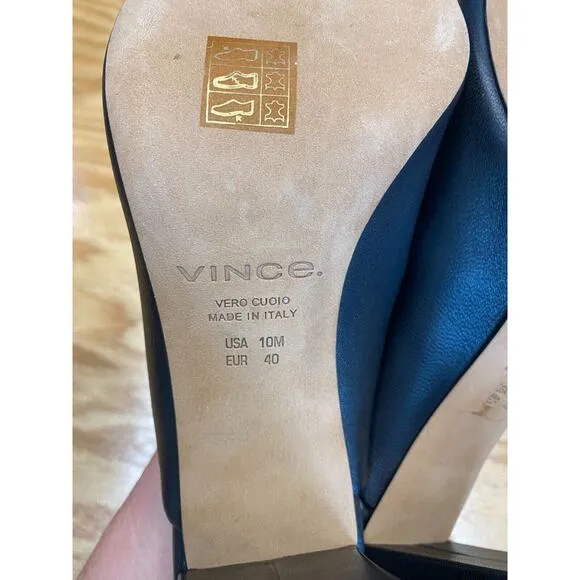 VINCE.
VERO CUOIO
MADE IN ITALY
USA 10M
EUR 40